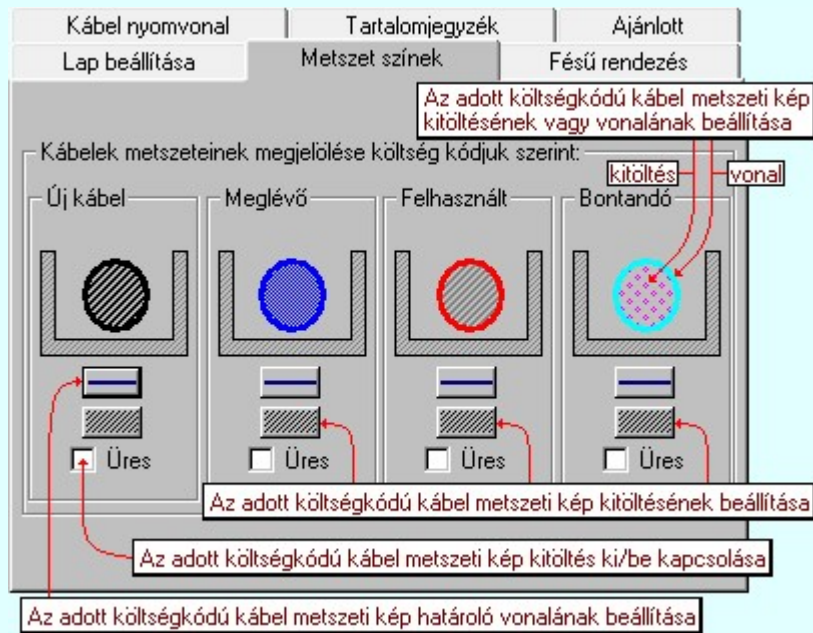 Kábel nyomvonal
Tartalomjegyzék
Ajánlott
Lap beállítása
Metszet színek
Fésű rendezés
Az adott költségkódú kábel metszeti kép
kitöltésének vagy vonalának beállítása
Kábelek metszeteinek megjelölése költség kódjuk szerint:
kitöltés
vonal
Új kábel
Meglévő
Felhasznált
Bontandó
Üres
Üres
Üres
Üres
Az adott költségkódú kábel metszeti kép kitöltésének beállítása
Az adott költségkódú kábel metszeti kép kitöltés ki/be kapcsolása
Az adott költségkódú kábel metszeti kép határoló vonalának beállítása